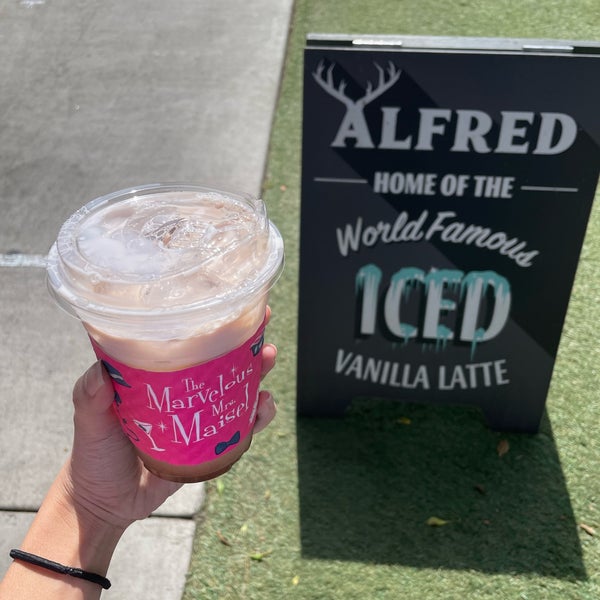 ALFRED
HOME OF THE
World Famous
ICED
VANILLA LATTE
The
Marvelous
Mrs.
Maisel